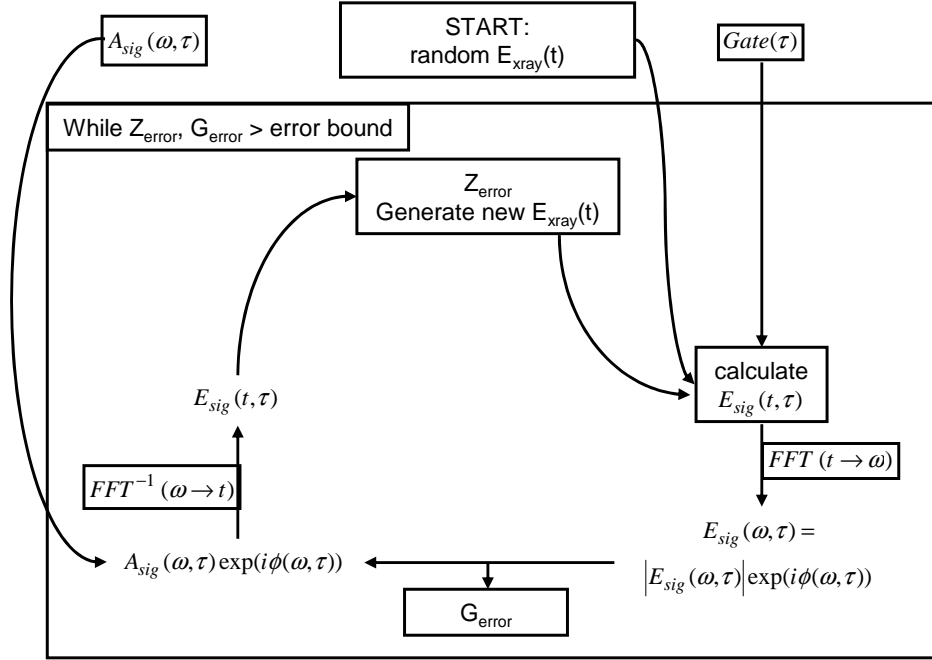 A_sig(ω,τ)
START:
random E_xray(t)
Gate(τ)
While Z_error, G_error > error bound
Z_error
Generate new E_xray(t)
calculate
E_sig(t,τ)
E_sig(t,τ)
FFT (t → ω)
FFT⁻¹ (ω → t)
E_sig(ω,τ) =
|E_sig(ω,τ)| exp(iϕ(ω,τ))
A_sig(ω,τ) exp(iϕ(ω,τ))
G_error